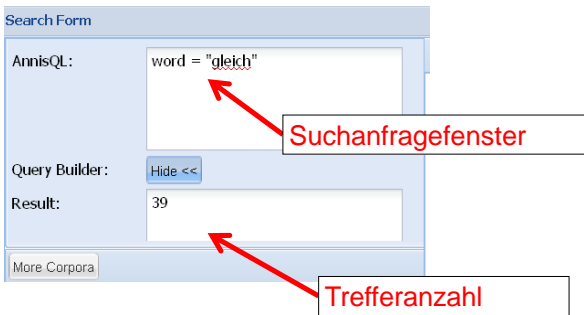 Search Form
AnnisQL:
word = "gleich"
Suchanfragefenster
Query Builder:
Hide <<
Result:
39
More Corpora
Trefferanzahl